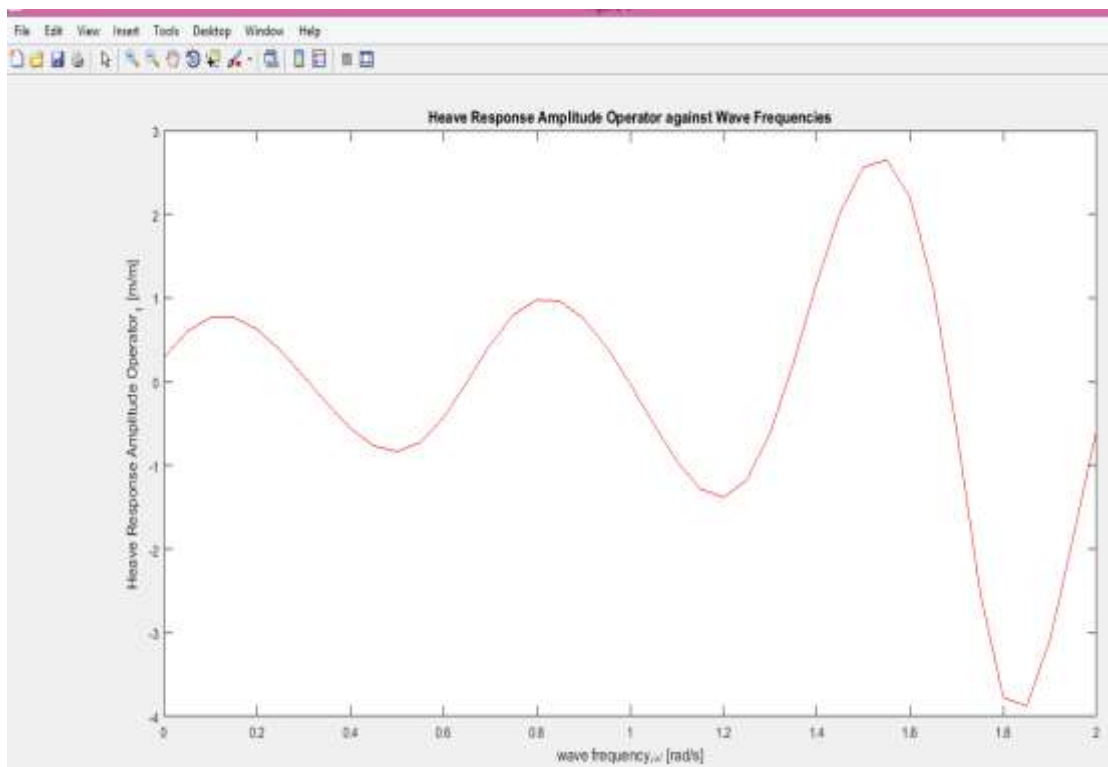 File Edit View Insert Tools Desktop Window Help
Heave Response Amplitude Operator against Wave Frequencies
Heave Response Amplitude Operator, [m/m]
3
2
1
0
-1
-2
-3
-4
0 0.2 0.4 0.6 0.8 1 1.2 1.4 1.6 1.8 2
wave frequency,ω [rad/s]